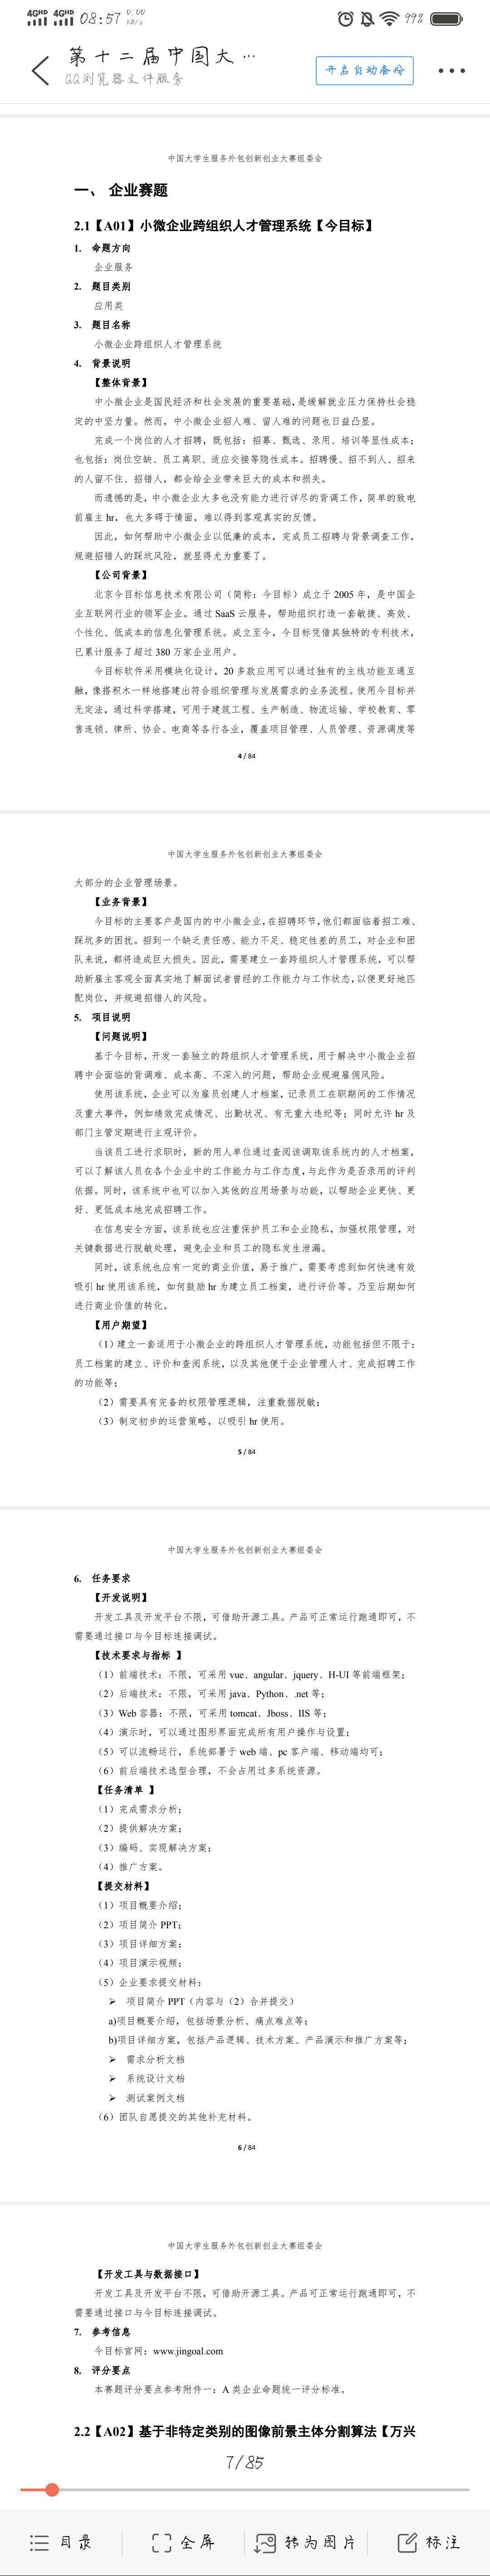 4GHD 4GHD 08:57 0.00 KB/s 99%
第十二届中国大…
QQ浏览器文件服务
开启自动备份
中国大学生服务外包创新创业大赛组委会
一、 企业赛题
2.1【A01】小微企业跨组织人才管理系统【今目标】
1. 命题方向
企业服务
2. 题目类别
应用类
3. 题目名称
小微企业跨组织人才管理系统
4. 背景说明
【整体背景】
中小微企业是国民经济和社会发展的重要基础,是缓解就业压力保持社会稳
定的中坚力量。然而，中小微企业招人难、留人难的问题也日益凸显。
完成一个岗位的人才招聘，既包括：招募、甄选、录用、培训等显性成本；
也包括：岗位空缺、员工离职、适应交接等隐性成本。招聘慢、招不到人、招来
的人留不住、招错人，都会给企业带来巨大的成本和损失。
而遗憾的是，中小微企业大多也没有能力进行详尽的背调工作，简单的致电
前雇主 hr，也大多碍于情面，难以得到客观真实的反馈。
因此，如何帮助中小微企业以低廉的成本，完成员工招聘与背景调查工作，
规避招错人的踩坑风险，就显得尤为重要了。
【公司背景】
北京今目标信息技术有限公司（简称：今目标）成立于 2005 年，是中国企
业互联网行业的领军企业。通过 SaaS 云服务，帮助组织打造一套敏捷、高效、
个性化、低成本的信息化管理系统。成立至今，今目标凭借其独特的专利技术，
已累计服务了超过 380 万家企业用户。
今目标软件采用模块化设计，20 多款应用可以通过独有的主线功能互通互
融，像搭积木一样地搭建出符合组织管理与发展需求的业务流程。使用今目标并
无定法，通过科学搭建，可用于建筑工程、生产制造、物流运输、学校教育、零
售连锁、律所、协会、电商等各行各业，覆盖项目管理、人员管理、资源调度等
4 / 84
中国大学生服务外包创新创业大赛组委会
大部分的企业管理场景。
【业务背景】
今目标的主要客户是国内的中小微企业，在招聘环节，他们都面临着招工难、
踩坑多的困扰。招到一个缺乏责任感、能力不足、稳定性差的员工，对企业和团
队来说，都将造成巨大损失。因此，需要建立一套跨组织人才管理系统，可以帮
助新雇主客观全面真实地了解面试者曾经的工作能力与工作状态，以便更好地匹
配岗位，并规避招错人的风险。
5. 项目说明
【问题说明】
基于今目标，开发一套独立的跨组织人才管理系统，用于解决中小微企业招
聘中会面临的背调难、成本高、不深入的问题，帮助企业规避雇佣风险。
使用该系统，企业可以为雇员创建人才档案，记录员工在职期间的工作情况
及重大事件，例如绩效完成情况、出勤状况、有无重大违纪等；同时允许 hr 及
部门主管定期进行主观评价。
当该员工进行求职时，新的用人单位通过查阅该调取该系统内的人才档案，
可以了解该人员在各个企业中的工作能力与工作态度，与此作为是否录用的评判
依据。同时，该系统中也可以加入其他的应用场景与功能，以帮助企业更快、更
好、更低成本地完成招聘工作。
在信息安全方面，该系统也应注重保护员工和企业隐私，加强权限管理，对
关键数据进行脱敏处理，避免企业和员工的隐私发生泄漏。
同时，该系统也应有一定的商业价值，易于推广，需要考虑到如何快速有效
吸引 hr 使用该系统，如何鼓励 hr 为建立员工档案，进行评价等。乃至后期如何
进行商业价值的转化。
【用户期望】
（1）建立一套适用于小微企业的跨组织人才管理系统，功能包括但不限于：
员工档案的建立、评价和查阅系统，以及其他便于企业管理人才、完成招聘工作
的功能等；
（2）需要具有完备的权限管理逻辑，注重数据脱敏；
（3）制定初步的运营策略，以吸引 hr 使用。
5 / 84
中国大学生服务外包创新创业大赛组委会
6. 任务要求
【开发说明】
开发工具及开发平台不限，可借助开源工具。产品可正常运行跑通即可，不
需要通过接口与今目标连接调试。
【技术要求与指标 】
（1）前端技术：不限，可采用 vue、angular、jquery、H-UI 等前端框架；
（2）后端技术：不限，可采用 java、Python、.net 等；
（3）Web 容器：不限，可采用 tomcat、Jboss、IIS 等；
（4）演示时，可以通过图形界面完成所有用户操作与设置；
（5）可以流畅运行，系统部署于 web 端、pc 客户端、移动端均可；
（6）前后端技术选型合理，不会占用过多系统资源。
【任务清单 】
（1）完成需求分析；
（2）提供解决方案；
（3）编码、实现解决方案；
（4）推广方案。
【提交材料】
（1）项目概要介绍；
（2）项目简介 PPT；
（3）项目详细方案；
（4）项目演示视频；
（5）企业要求提交材料：
➢ 项目简介 PPT（内容与（2）合并提交）
a)项目概要介绍，包括场景分析、痛点难点等；
b)项目详细方案，包括产品逻辑、技术方案、产品演示和推广方案等；
➢ 需求分析文档
➢ 系统设计文档
➢ 测试案例文档
（6）团队自愿提交的其他补充材料。
6 / 84
中国大学生服务外包创新创业大赛组委会
【开发工具与数据接口】
开发工具及开发平台不限，可借助开源工具。产品可正常运行跑通即可，不
需要通过接口与今目标连接调试。
7. 参考信息
今目标官网：www.jingoal.com
8. 评分要点
本赛题评分要点参考附件一：A 类企业命题统一评分标准。
2.2【A02】基于非特定类别的图像前景主体分割算法【万兴
7/85
目录 全屏 转为图片 标注